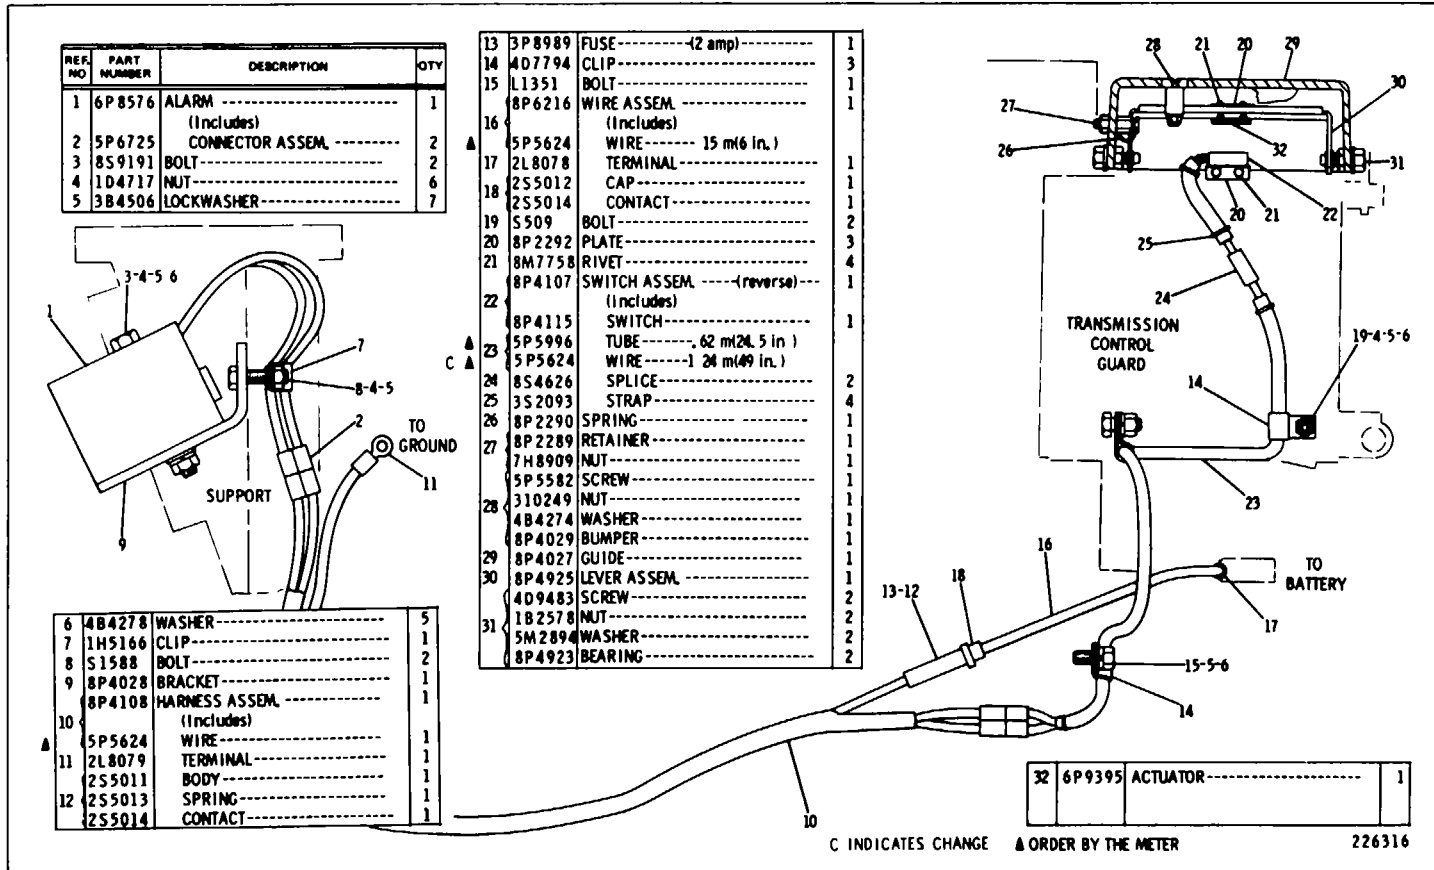 REF. NO PART NUMBER DESCRIPTION QTY
1 6P8576 ALARM 1
(Includes)
2 5P6725 CONNECTOR ASSEM. 2
3 8S9191 BOLT 2
4 1D4717 NUT 6
5 3B4506 LOCKWASHER 7
3-4-5 6
1
7
8-4-5
2
TO
GROUND
11
SUPPORT
9
6 4B4278 WASHER 5
7 1H5166 CLIP 1
8 S1588 BOLT 2
9 8P4028 BRACKET 1
10 8P4108 HARNESS ASSEM. 1
(Includes)
▲ 5P5624 WIRE 1
11 2L8079 TERMINAL 1
12 2S5011 BODY 1
2S5013 SPRING 1
2S5014 CONTACT 1
13 3P8989 FUSE (2 amp) 1
14 4D7794 CLIP 3
15 L1351 BOLT 1
16 8P6216 WIRE ASSEM. 1
(Includes)
▲ 5P5624 WIRE 15 m(6 in.)
17 2L8078 TERMINAL 1
18 2S5012 CAP 1
2S5014 CONTACT 1
19 S509 BOLT 2
20 8P2292 PLATE 3
21 8M7758 RIVET 4
22 8P4107 SWITCH ASSEM. (reverse) 1
(Includes)
8P4115 SWITCH 1
23 ▲ 5P5996 TUBE .62 m(24.5 in )
C ▲ 5P5624 WIRE 1 24 m(49 in.)
24 8S4626 SPLICE 2
25 3S2093 STRAP 4
26 8P2290 SPRING 1
27 8P2289 RETAINER 1
7H8909 NUT 1
28 5P5582 SCREW 1
310249 NUT 1
4B4274 WASHER 1
8P4029 BUMPER 1
29 8P4027 GUIDE 1
30 8P4925 LEVER ASSEM. 1
31 4D9483 SCREW 2
1B2578 NUT 2
5M2894 WASHER 2
8P4923 BEARING 2
28 21 20 29
30
27
26
32
31
20 21 22
25
24
TRANSMISSION
CONTROL
GUARD
19-4-5-6
14
23
16
TO
BATTERY
13-12
18
17
15-5-6
14
10
32 6P9395 ACTUATOR 1
C INDICATES CHANGE ▲ ORDER BY THE METER 226316